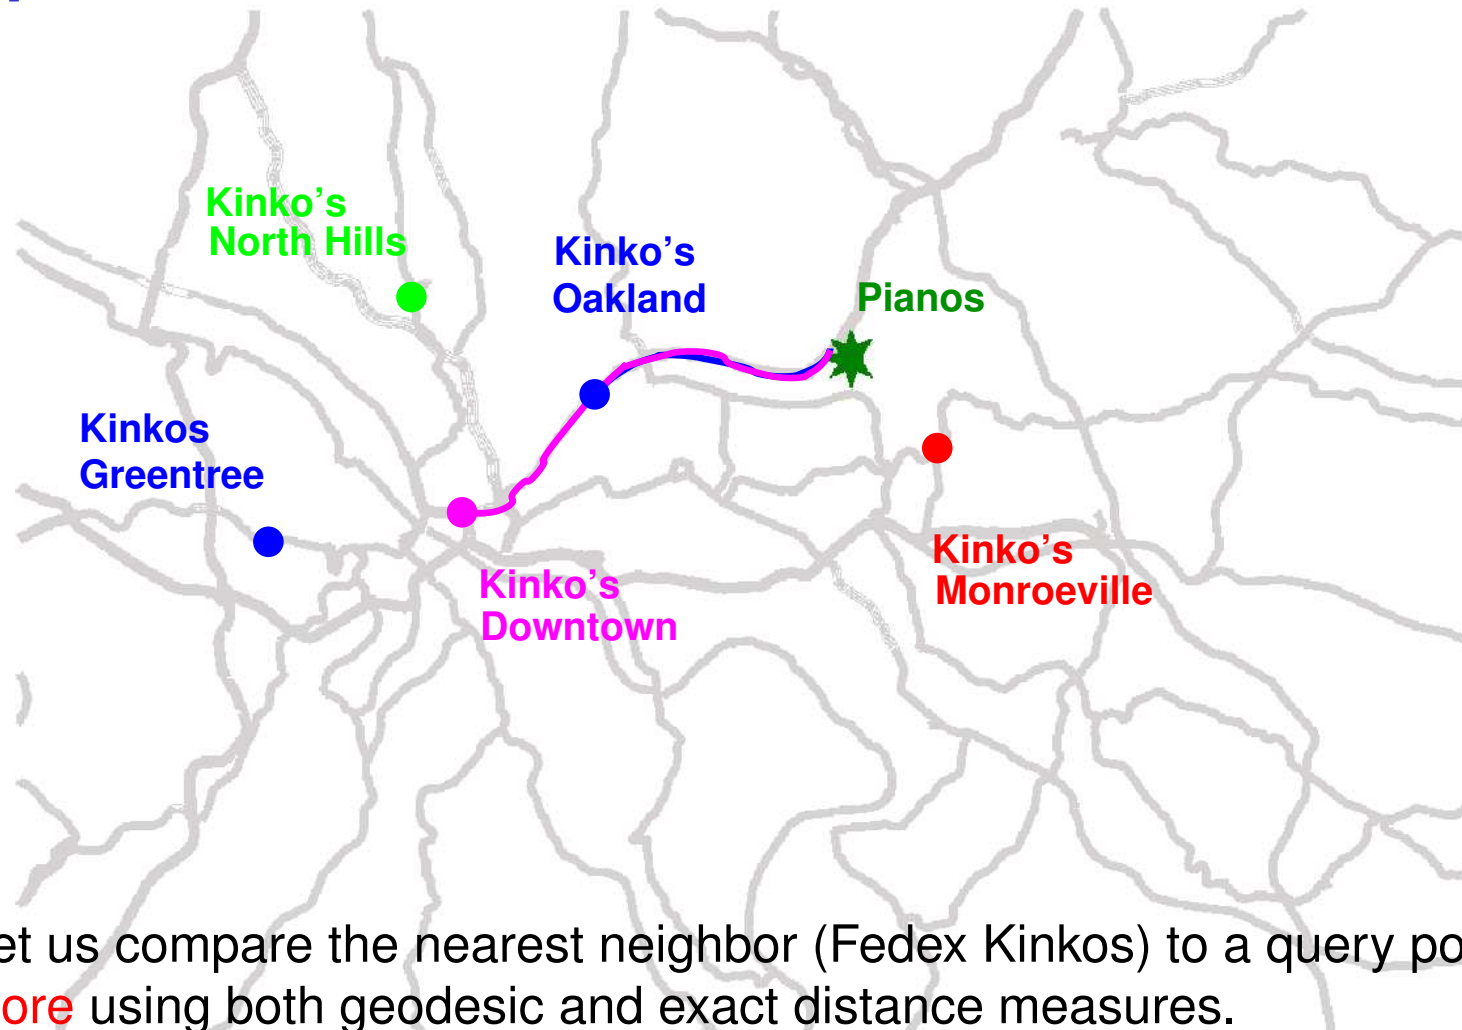 Kinko's
North Hills
Kinko's
Oakland
Pianos
Kinkos
Greentree
Kinko's
Monroeville
Kinko's
Downtown
et us compare the nearest neighbor (Fedex Kinkos) to a query po
ore using both geodesic and exact distance measures.